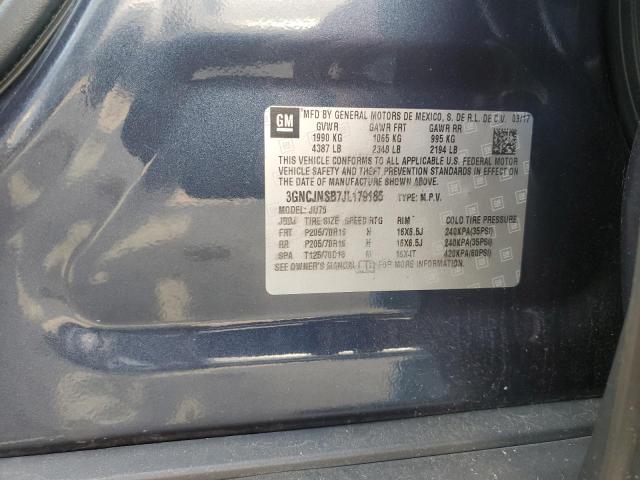 GM
MFD BY GENERAL MOTORS DE MEXICO, S. DE R.L. DE C.V. 09/17
GVWR GAWR FRT GAWR RR
1990 KG 1065 KG 995 KG
4387 LB 2348 LB 2194 LB
THIS VEHICLE CONFORMS TO ALL APPLICABLE U.S. FEDERAL MOTOR
VEHICLE SAFETY AND THEFT PREVENTION STANDARDS IN EFFECT
ON THE DATE OF MANUFACTURE SHOWN ABOVE.
3GNCJNSB7JL179185 TYPE: M.P.V.
MODEL: JU76
TIRE SIZE SPEED RTG RIM COLD TIRE PRESSURE
FRT P205/70R16 H 16X6.5J 240KPA(35PSI)
RR P205/70R16 H 16X6.5J 240KPA(35PSI)
SPA T125/70D16 M 16X4T 420KPA(60PSI)
SEE OWNER'S MANUAL FOR MORE INFORMATION.